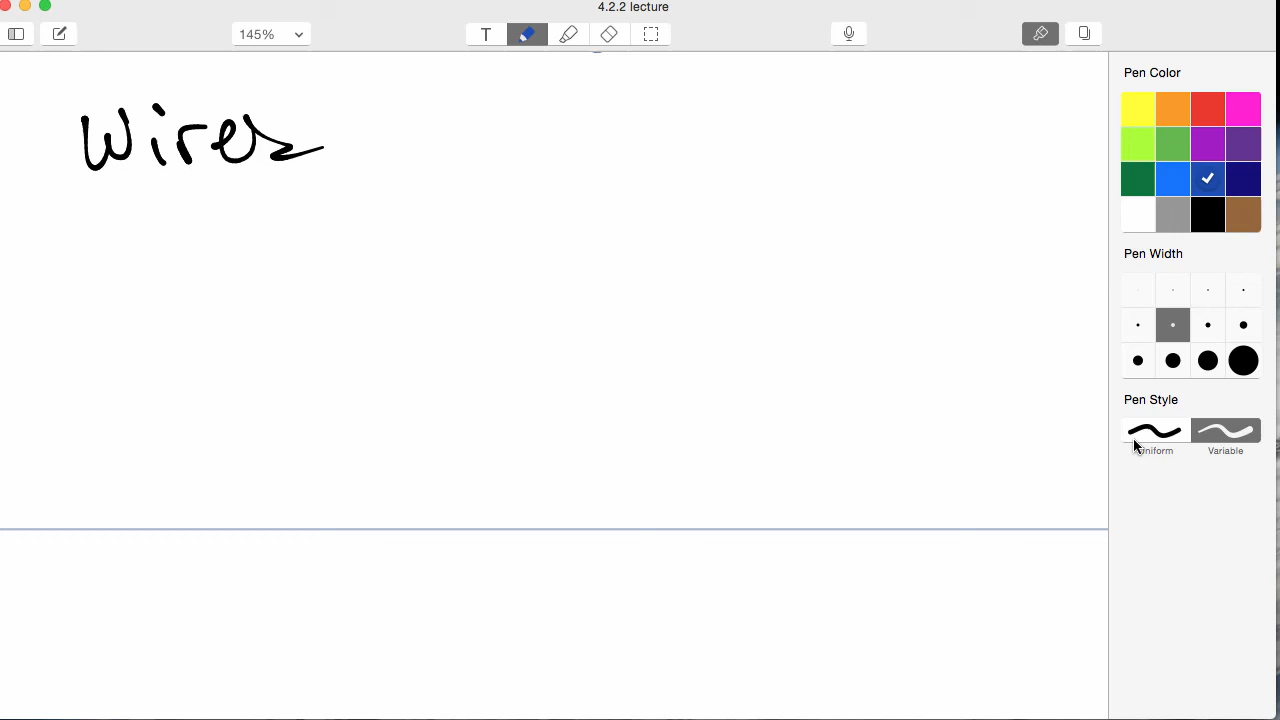 4.2.2 lecture
145%
T
Wires
Pen Color
Pen Width
Pen Style
Uniform
Variable